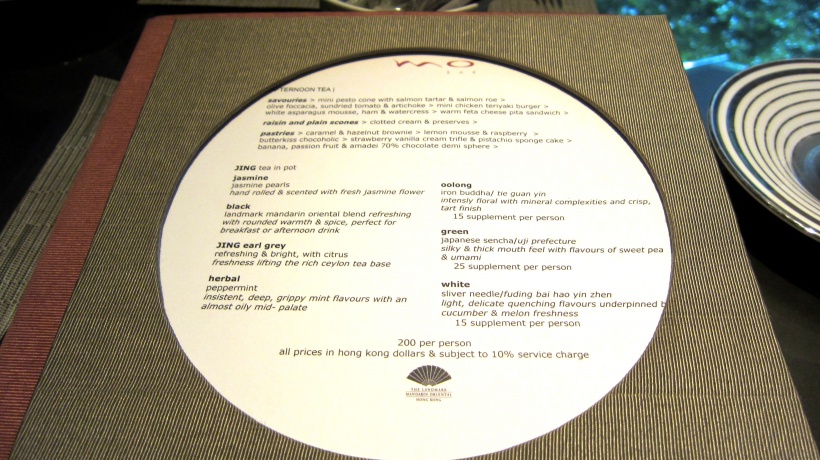 mo
BAR
TERNOON TEA |
savouries > mini pesto cone with salmon tartar & salmon roe >
olive foccacia, sundried tomato & artichoke > mini chicken teriyaki burger >
white asparagus mousse, ham & watercress > warm feta cheese pita sandwich >
raisin and plain scones > clotted cream & preserves >
pastries > caramel & hazelnut brownie > lemon mousse & raspberry >
butterkiss chocoholic > strawberry vanilla cream trifle & pistachio sponge cake >
banana, passion fruit & amadei 70% chocolate demi sphere >
JING tea in pot
jasmine
jasmine pearls
hand rolled & scented with fresh jasmine flower
black
landmark mandarin oriental blend refreshing
with rounded warmth & spice, perfect for
breakfast or afternoon drink
JING earl grey
refreshing & bright, with citrus
freshness lifting the rich ceylon tea base
herbal
peppermint
insistent, deep, grippy mint flavours with an
almost oily mid- palate
oolong
iron buddha/ tie guan yin
intensly floral with mineral complexities and crisp,
tart finish
15 supplement per person
green
japanese sencha/uji prefecture
silky & thick mouth feel with flavours of sweet pea
& umami
25 supplement per person
white
sliver needle/fuding bai hao yin zhen
light, delicate quenching flavours underpinned b
cucumber & melon freshness
15 supplement per person
200 per person
all prices in hong kong dollars & subject to 10% service charge
THE LANDMARK
MANDARIN ORIENTAL
HONG KONG